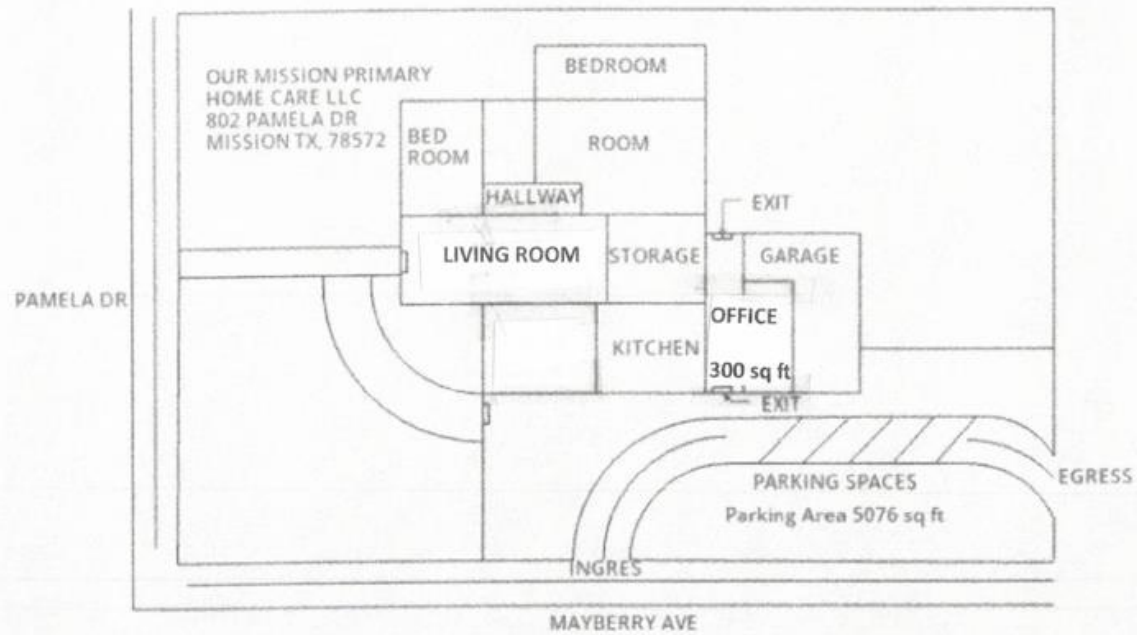 OUR MISSION PRIMARY
HOME CARE LLC
802 PAMELA DR
MISSION TX, 78572
BEDROOM
BED
ROOM
ROOM
HALLWAY
EXIT
LIVING ROOM
STORAGE
GARAGE
PAMELA DR
OFFICE
KITCHEN
300 sq ft
EXIT
PARKING SPACES
EGRESS
Parking Area 5076 sq ft
INGRES
MAYBERRY AVE